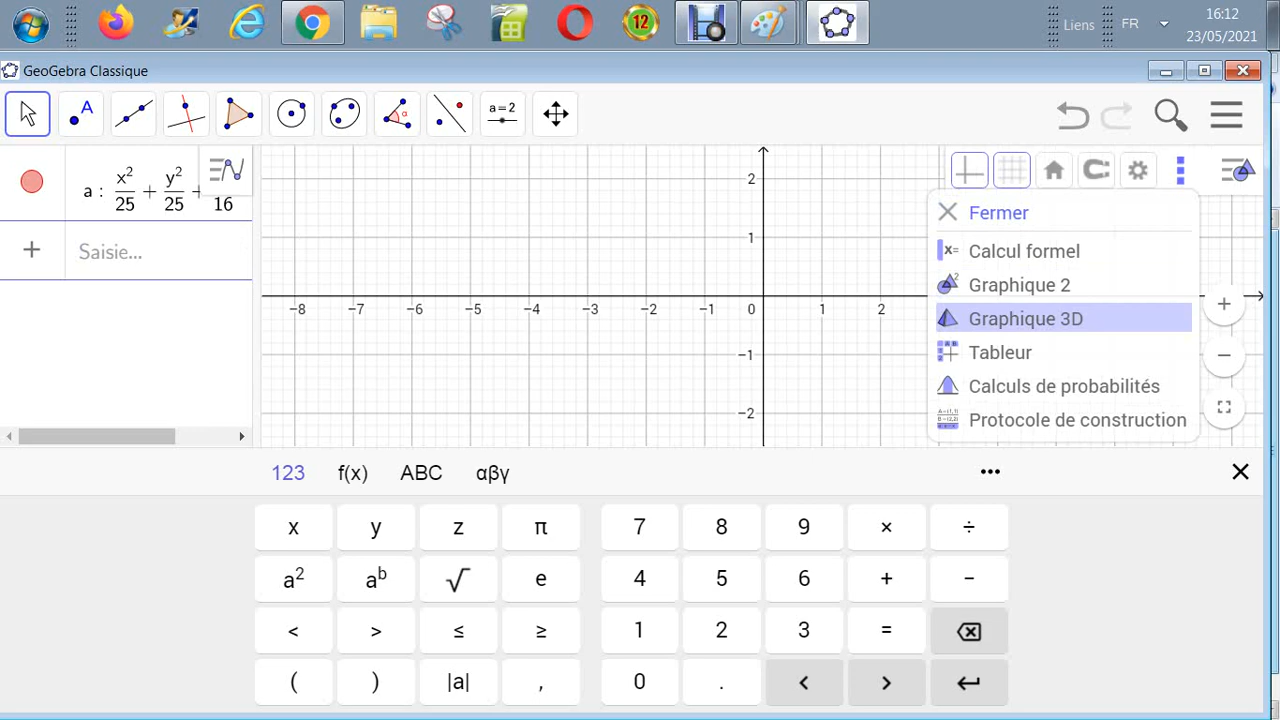 16:12
Liens
FR
12
23/05/2021
GeoGebra Classique
A
α
a = 2
a : x² / 25 + y² / 25 + 16
Saisie...
2
1
−8 −7 −6 −5 −4 −3 −2 −1 0 1 2
−1
−2
Fermer
x= Calcul formel
Graphique 2
Graphique 3D
Tableur
Calculs de probabilités
Protocole de construction
+
−
123 f(x) ABC αβγ ••• ×
x y z π 7 8 9 × ÷
a² aᵇ √ e 4 5 6 + −
< > ≤ ≥ 1 2 3 =
( ) |a| , 0 . < >